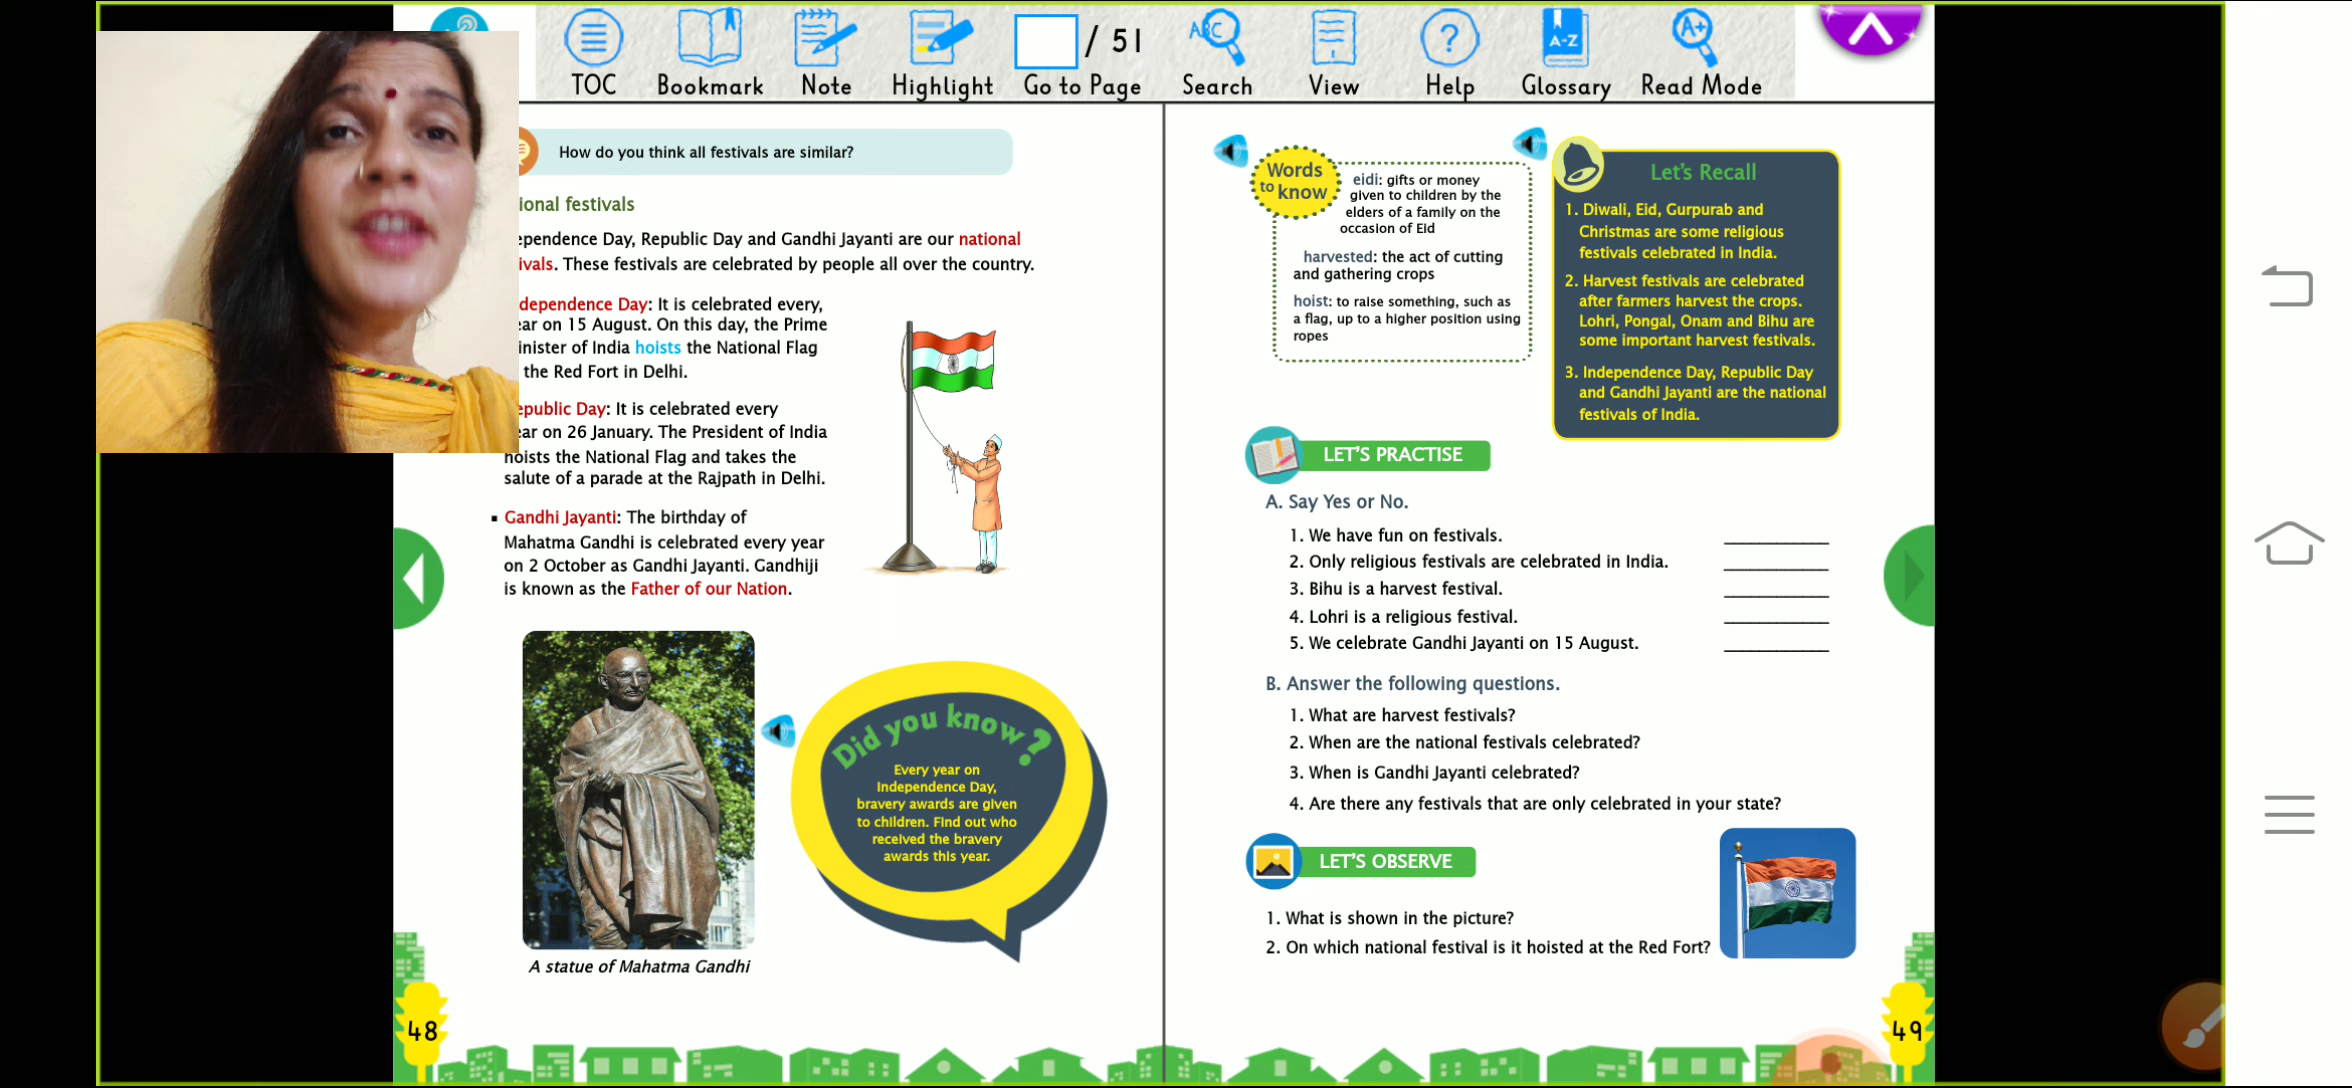 TOC
Bookmark
Note
Highlight
/ 51
Go to Page
ABC
Search
View
?
Help
A-Z
Glossary
A+
Read Mode
How do you think all festivals are similar?
ional festivals
ependence Day, Republic Day and Gandhi Jayanti are our national
ivals. These festivals are celebrated by people all over the country.
dependence Day: It is celebrated every,
ear on 15 August. On this day, the Prime
inister of India hoists the National Flag
the Red Fort in Delhi.
epublic Day: It is celebrated every
ear on 26 January. The President of India
hoists the National Flag and takes the
salute of a parade at the Rajpath in Delhi.
▪ Gandhi Jayanti: The birthday of
Mahatma Gandhi is celebrated every year
on 2 October as Gandhi Jayanti. Gandhiji
is known as the Father of our Nation.
A statue of Mahatma Gandhi
Did you know?
Every year on
Independence Day,
bravery awards are given
to children. Find out who
received the bravery
awards this year.
48
Words
to know
eidi: gifts or money
given to children by the
elders of a family on the
occasion of Eid
harvested: the act of cutting
and gathering crops
hoist: to raise something, such as
a flag, up to a higher position using
ropes
Let's Recall
1. Diwali, Eid, Gurpurab and
Christmas are some religious
festivals celebrated in India.
2. Harvest festivals are celebrated
after farmers harvest the crops.
Lohri, Pongal, Onam and Bihu are
some important harvest festivals.
3. Independence Day, Republic Day
and Gandhi Jayanti are the national
festivals of India.
LET'S PRACTISE
A. Say Yes or No.
1. We have fun on festivals. ____________
2. Only religious festivals are celebrated in India. ____________
3. Bihu is a harvest festival. ____________
4. Lohri is a religious festival. ____________
5. We celebrate Gandhi Jayanti on 15 August. ____________
B. Answer the following questions.
1. What are harvest festivals?
2. When are the national festivals celebrated?
3. When is Gandhi Jayanti celebrated?
4. Are there any festivals that are only celebrated in your state?
LET'S OBSERVE
1. What is shown in the picture?
2. On which national festival is it hoisted at the Red Fort?
49